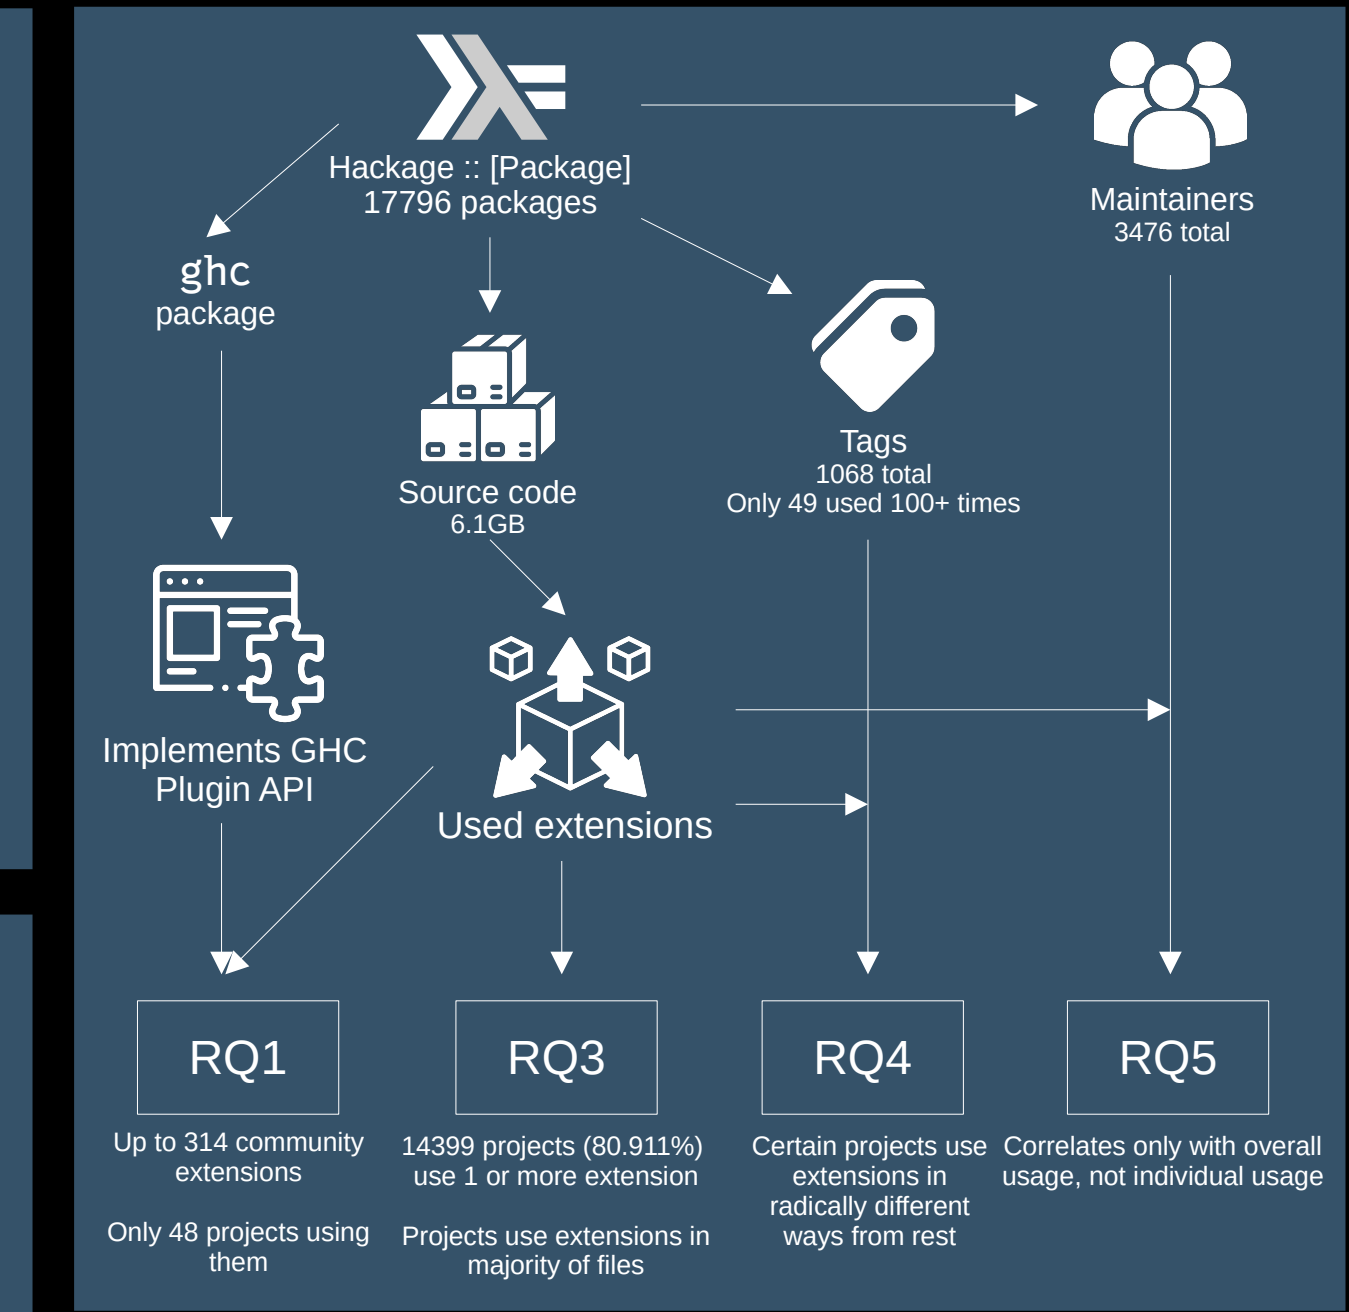 Hackage :: [Package]
17796 packages
Maintainers
3476 total
ghc
package
Tags
1068 total
Only 49 used 100+ times
Source code
6.1GB
Implements GHC
Plugin API
Used extensions
RQ1
Up to 314 community
extensions
Only 48 projects using
them
RQ3
14399 projects (80.911%)
use 1 or more extension
Projects use extensions in
majority of files
RQ4
Certain projects use
extensions in
radically different
ways from rest
RQ5
Correlates only with overall
usage, not individual usage